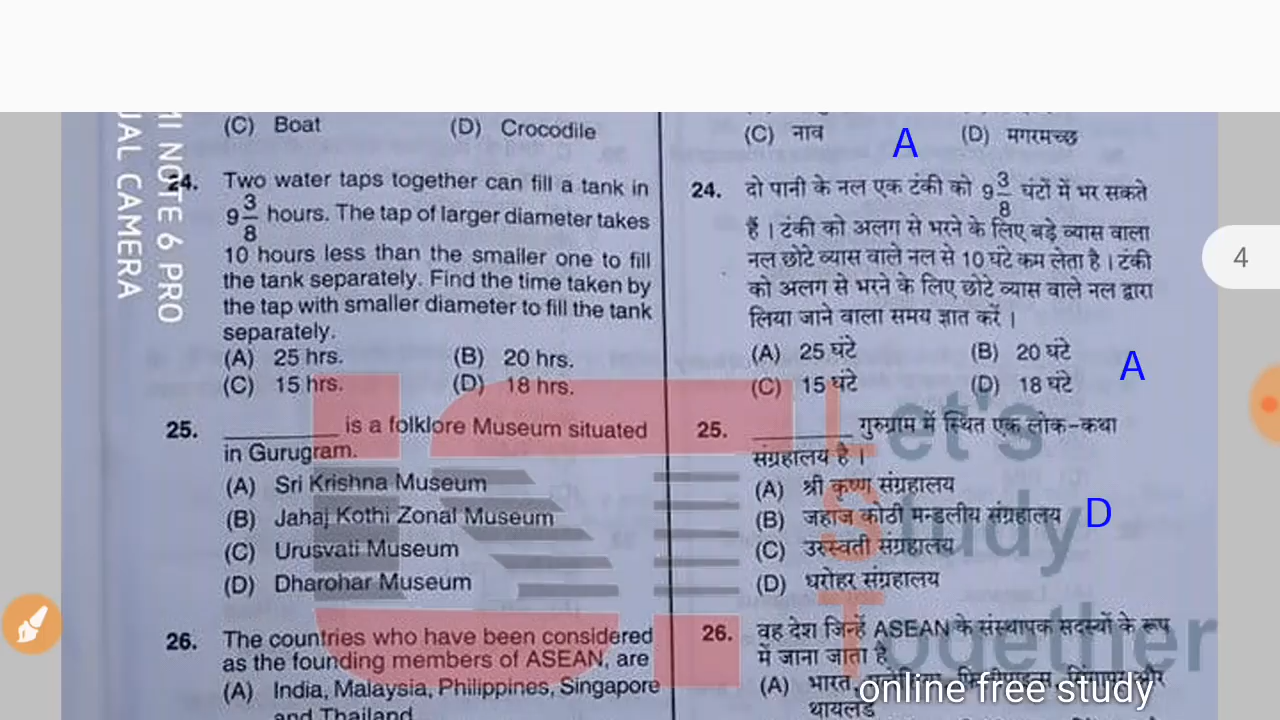 (C) Boat (D) Crocodile
24. Two water taps together can fill a tank in
9 3/8 hours. The tap of larger diameter takes
10 hours less than the smaller one to fill
the tank separately. Find the time taken by
the tap with smaller diameter to fill the tank
separately.
(A) 25 hrs. (B) 20 hrs.
(C) 15 hrs. (D) 18 hrs.
25. ________ is a folklore Museum situated
in Gurugram.
(A) Sri Krishna Museum
(B) Jahaj Kothi Zonal Museum
(C) Urusvati Museum
(D) Dharohar Museum
26. The countries who have been considered
as the founding members of ASEAN, are
(A) India, Malaysia, Philippines, Singapore
and Thailand
(C) नाव (D) मगरमच्छ
A
24. दो पानी के नल एक टंकी को 9 3/8 घंटों में भर सकते
हैं । टंकी को अलग से भरने के लिए बड़े व्यास वाला
नल छोटे व्यास वाले नल से 10 घंटे कम लेता है । टंकी
को अलग से भरने के लिए छोटे व्यास वाले नल द्वारा
लिया जाने वाला समय ज्ञात करें ।
(A) 25 घंटे (B) 20 घंटे
(C) 15 घंटे (D) 18 घंटे
A
25. ________ गुरुग्राम में स्थित एक लोक-कथा
संग्रहालय है ।
(A) श्री कृष्ण संग्रहालय
(B) जहाज कोठी मन्डलीय संग्रहालय
(C) उरुस्वती संग्रहालय
(D) धरोहर संग्रहालय
D
26. वह देश जिन्हें ASEAN के संस्थापक सदस्यों के रूप
में जाना जाता है
(A) भारत, और
थायलैंड
MI NOTE 6 PRO
UAL CAMERA
4
Let's
Study
Together
online free study